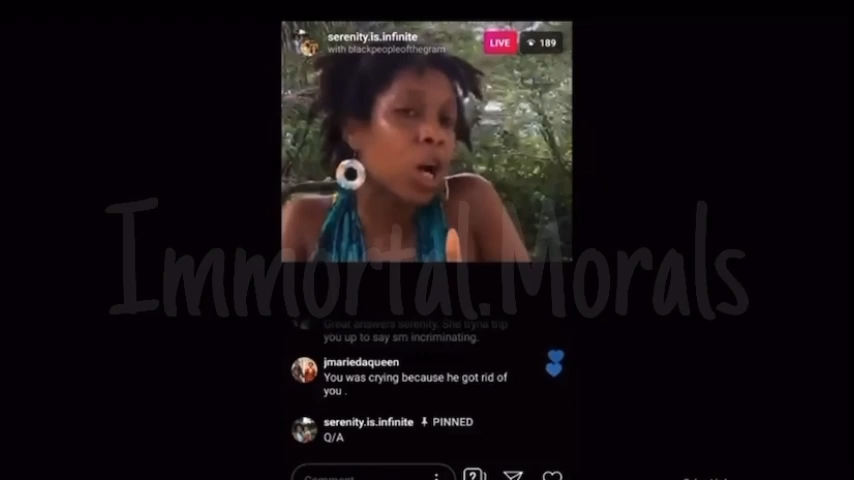 serenity.is.infinite
with blackpeopleofthegram
LIVE 189
Immortal.Morals
Great answers serenity. She tryna trip
you up to say sm incriminating.
jmariedaqueen
You was crying because he got rid of
you .
serenity.is.infinite PINNED
Q/A
Comment